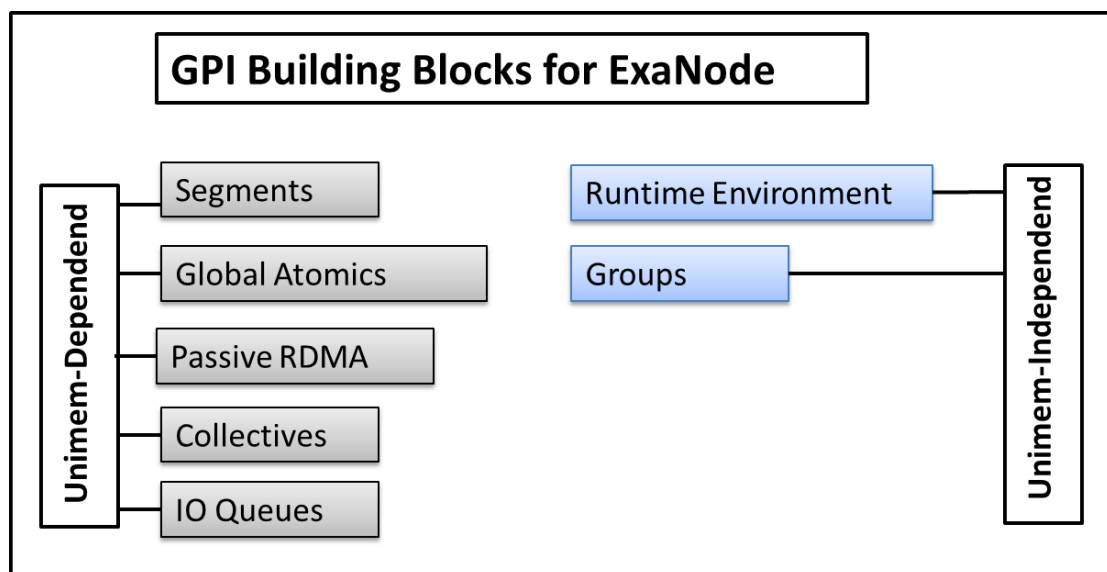 GPI Building Blocks for ExaNode
Unimem-Dependend
Segments
Global Atomics
Passive RDMA
Collectives
IO Queues
Runtime Environment
Groups
Unimem-Independend